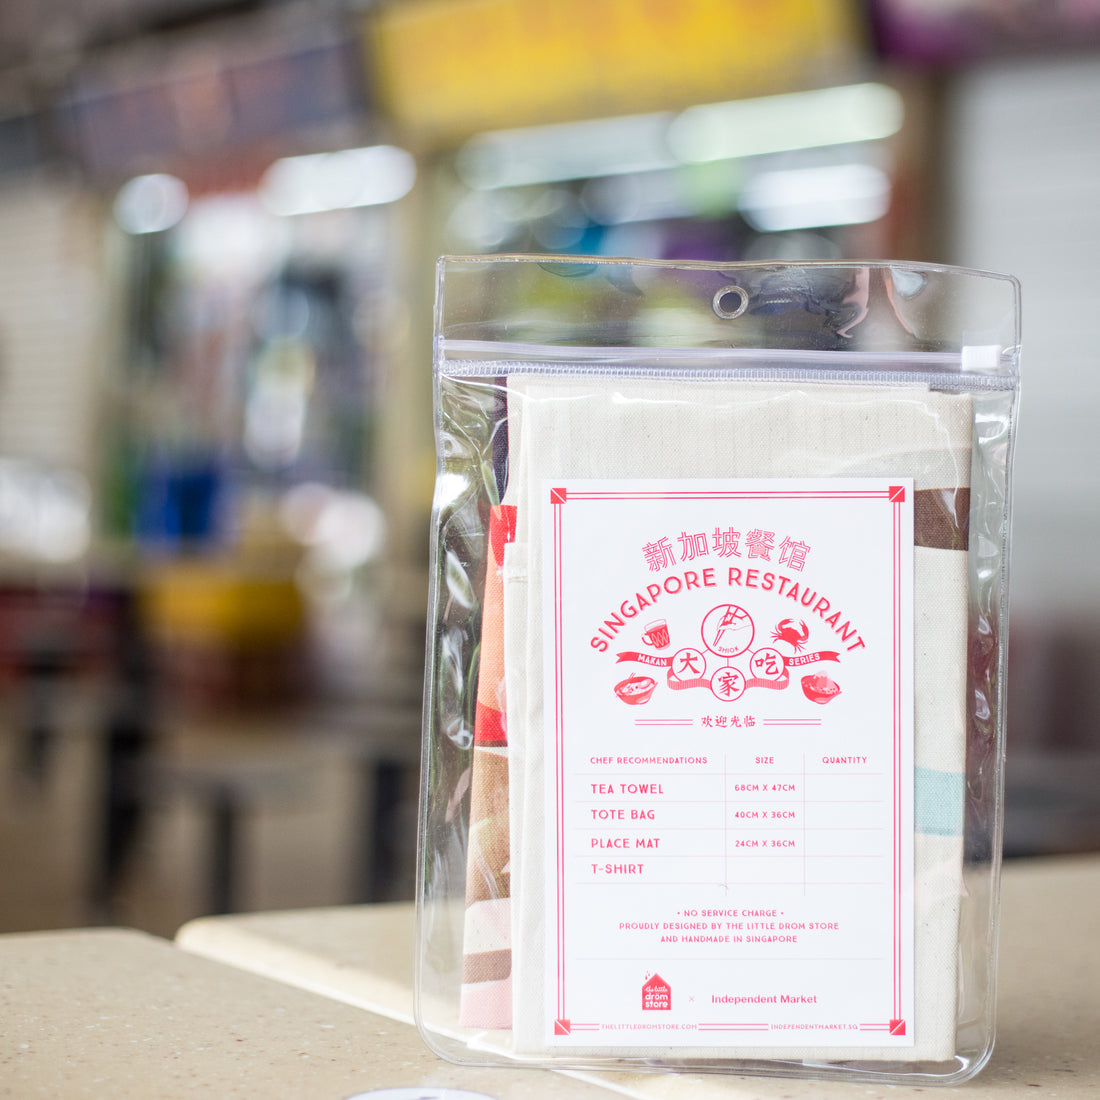 新加坡餐馆
SINGAPORE RESTAURANT
SHIOK
MAKAN 大家吃 SERIES
欢迎光临
CHEF RECOMMENDATIONS SIZE QUANTITY
TEA TOWEL 68CM X 47CM
TOTE BAG 40CM X 36CM
PLACE MAT 24CM X 36CM
T-SHIRT
• NO SERVICE CHARGE •
PROUDLY DESIGNED BY THE LITTLE DROM STORE
AND HANDMADE IN SINGAPORE
the little
dröm
store
× Independent Market
THELITTLEDROMSTORE.COM INDEPENDENTMARKET.SG